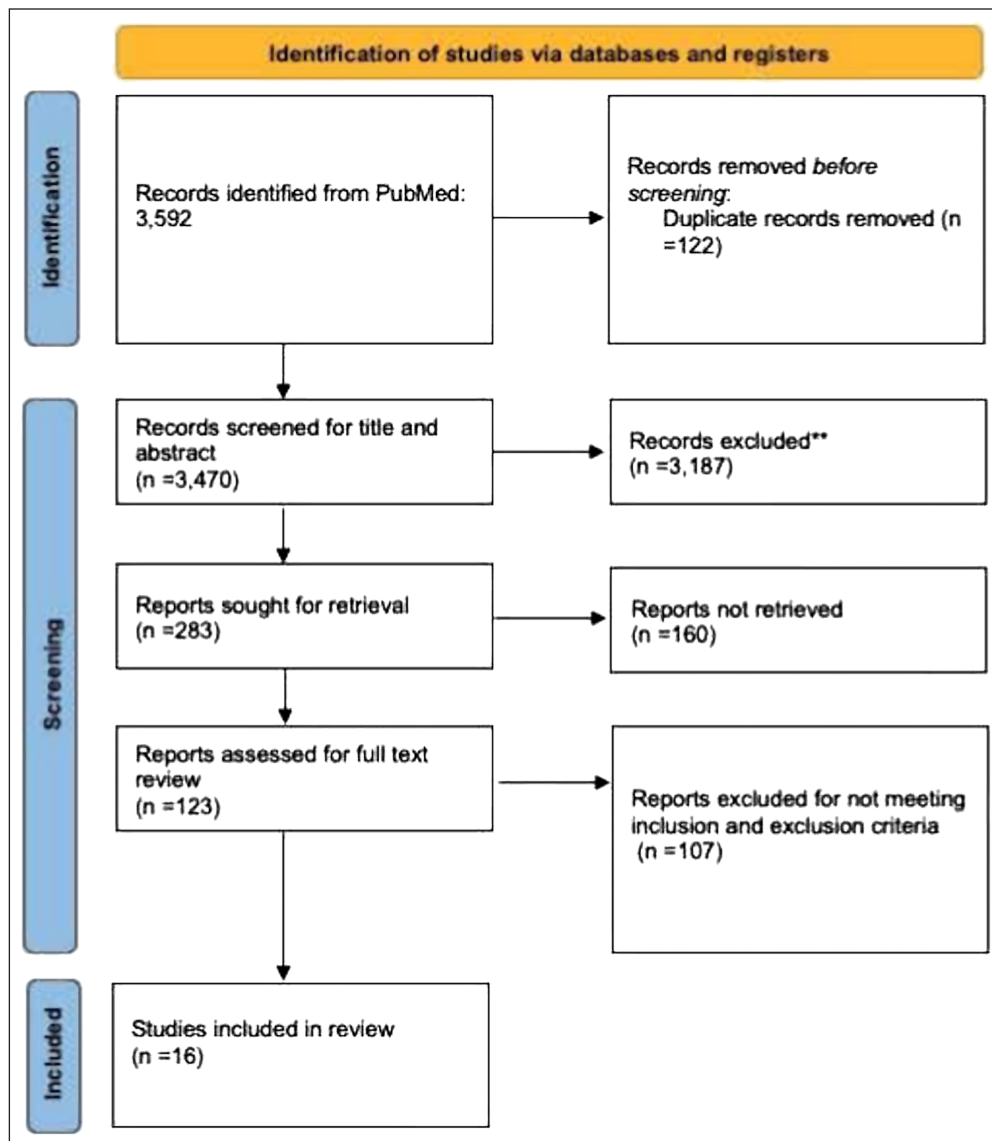 Identification of studies via databases and registers
Identification
Records identified from PubMed:
3,592
Records removed before
screening:
Duplicate records removed (n
=122)
Screening
Records screened for title and
abstract
(n =3,470)
Records excluded**
(n =3,187)
Reports sought for retrieval
(n =283)
Reports not retrieved
(n =160)
Reports assessed for full text
review
(n =123)
Reports excluded for not meeting
inclusion and exclusion criteria
(n =107)
Included
Studies included in review
(n =16)